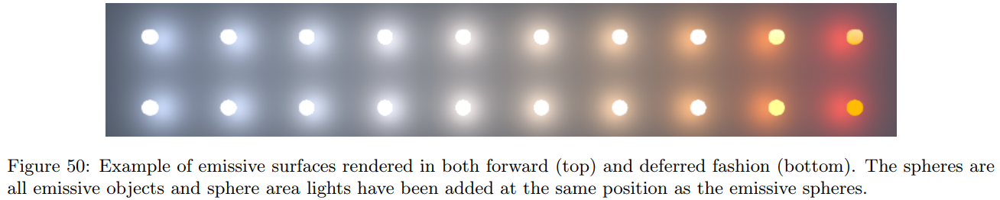 Figure 50: Example of emissive surfaces rendered in both forward (top) and deferred fashion (bottom). The spheres are
all emissive objects and sphere area lights have been added at the same position as the emissive spheres.